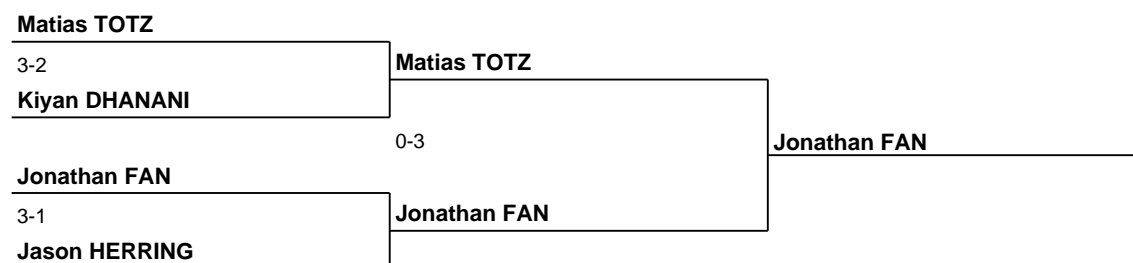 Matias TOTZ
3-2
Matias TOTZ
Kiyan DHANANI
0-3
Jonathan FAN
Jonathan FAN
3-1
Jonathan FAN
Jason HERRING